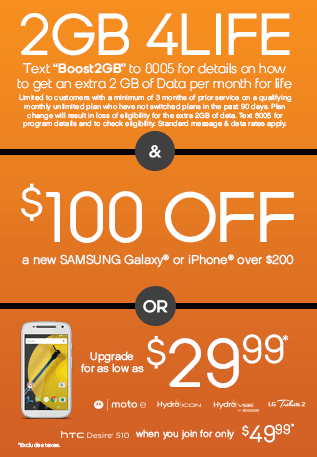 2GB 4LIFE
Text "Boost2GB" to 8005 for details on how
to get an extra 2 GB of Data per month for life
Limited to customers with a minimum of 3 months of prior service on a qualifying
monthly unlimited plan who have not switched plans in the past 90 days. Plan
change will result in loss of eligibility for the extra 2GB of data. Text 8005 for
program details and to check eligibility. Standard message & data rates apply.
&
$100 OFF
a new SAMSUNG Galaxy® or iPhone® over $200
OR
Upgrade
for as low as
$29.99*
moto e
Hydro ICON
Hydro VIBE
LG Tribute 2
htc Desire 510 when you join for only $49.99*
*Excludes taxes.